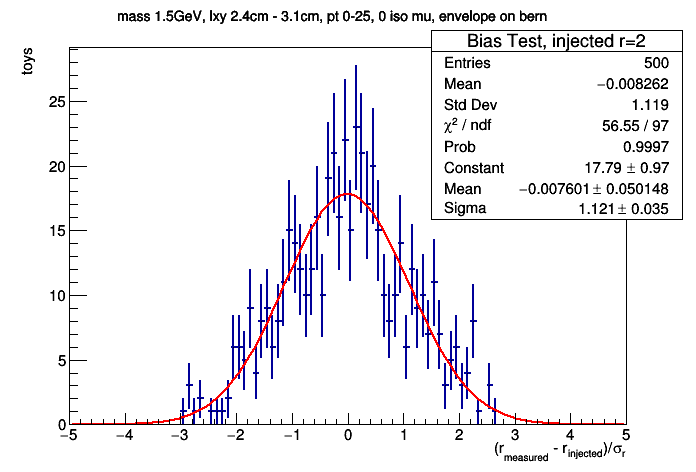 mass 1.5GeV, lxy 2.4cm - 3.1cm, pt 0-25, 0 iso mu, envelope on bern
Bias Test, injected r=2
Entries 500
Mean −0.008262
Std Dev 1.119
χ² / ndf 56.55 / 97
Prob 0.9997
Constant 17.79 ± 0.97
Mean −0.007601 ± 0.050148
Sigma 1.121 ± 0.035
toys
25
20
15
10
5
0
−5 −4 −3 −2 −1 0 1 2 3 4 5
(r_measured - r_injected)/σ_r